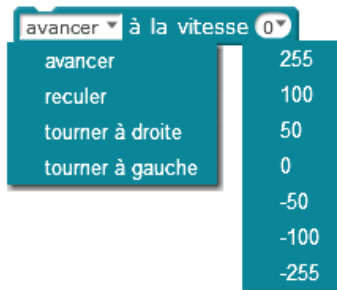 avancer à la vitesse 0
avancer
reculer
tourner à droite
tourner à gauche
255
100
50
0
-50
-100
-255